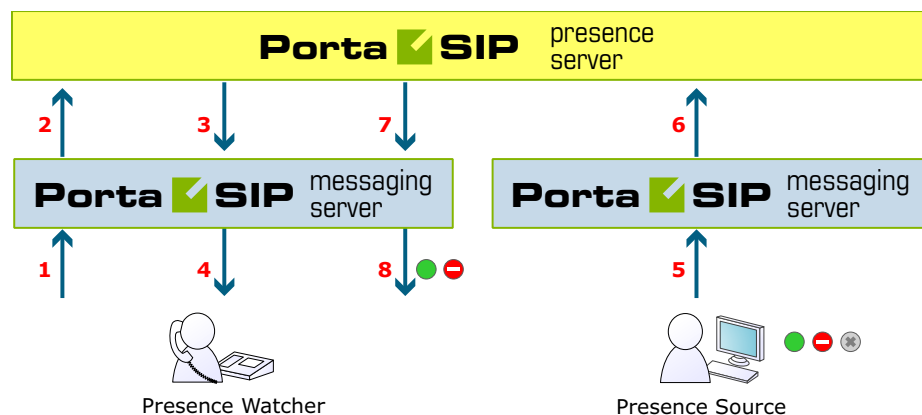 Porta SIP presence
server
2
3
7
6
Porta SIP messaging
server
Porta SIP messaging
server
1
4
8
5
Presence Watcher
Presence Source